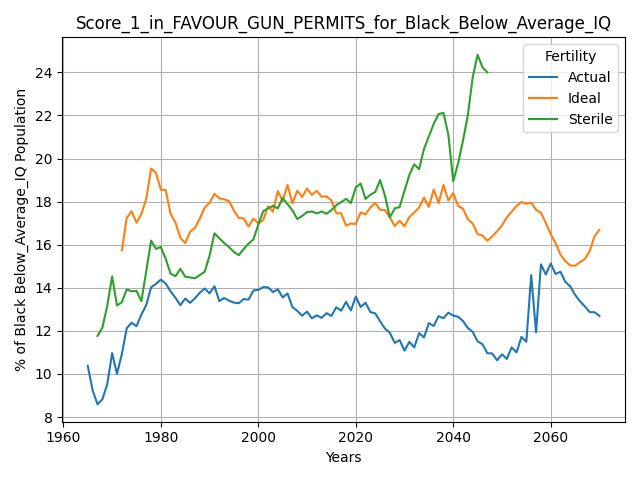 Score_1_in_FAVOUR_GUN_PERMITS_for_Black_Below_Average_IQ
% of Black Below_Average_IQ Population
24
22
20
18
16
14
12
10
8
Fertility
Actual
Ideal
Sterile
1960
1980
2000
2020
2040
2060
Years